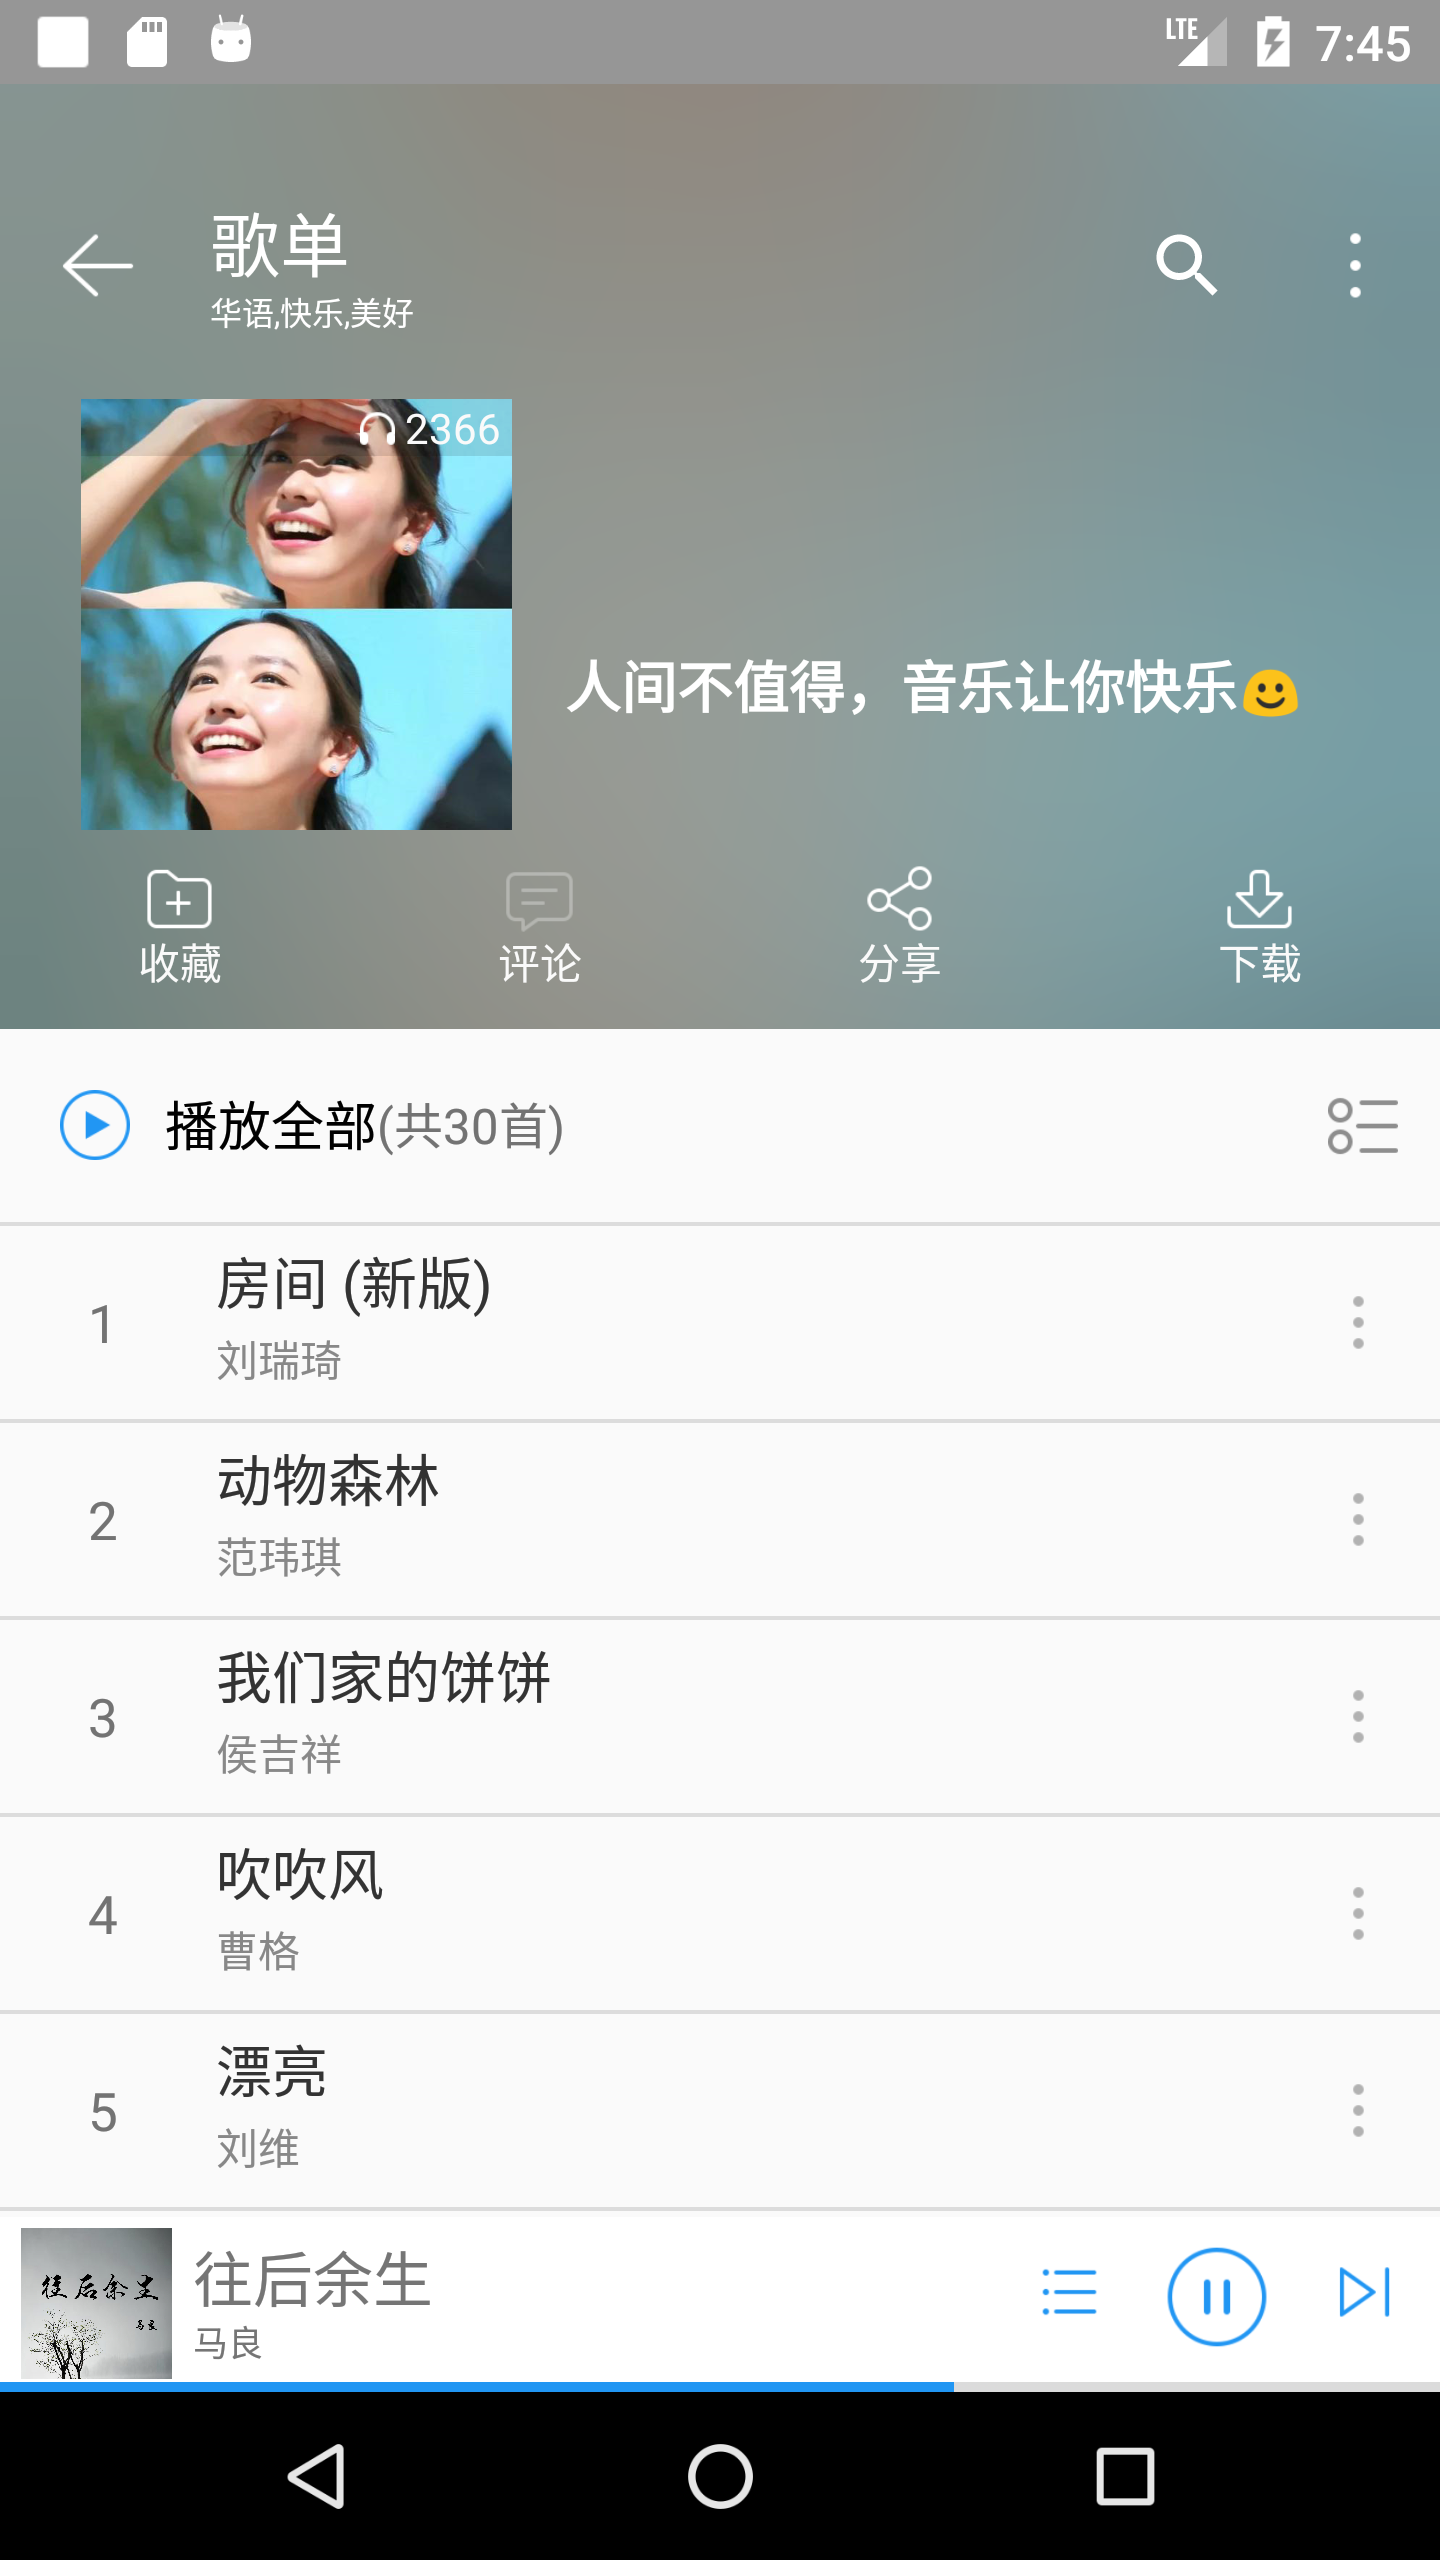 LTE 7:45
歌单
华语,快乐,美好
2366
人间不值得，音乐让你快乐
收藏 评论 分享 下载
播放全部(共30首)
1 房间 (新版)
刘瑞琦
2 动物森林
范玮琪
3 我们家的饼饼
侯吉祥
4 吹吹风
曹格
5 漂亮
刘维
往后余生
马良
往后余生
马良